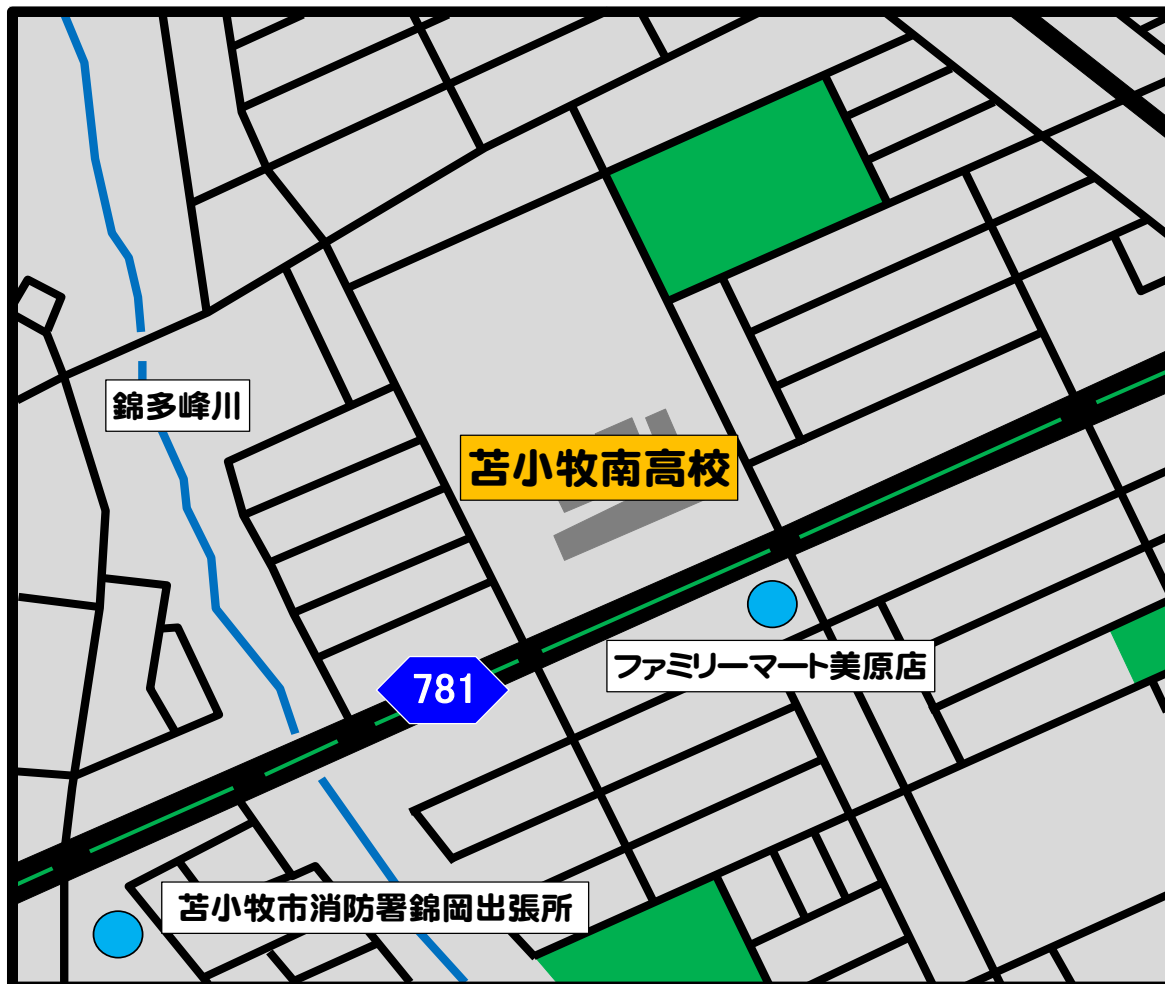 錦多峰川
苫小牧南高校
ファミリーマート美原店
781
苫小牧市消防署錦岡出張所